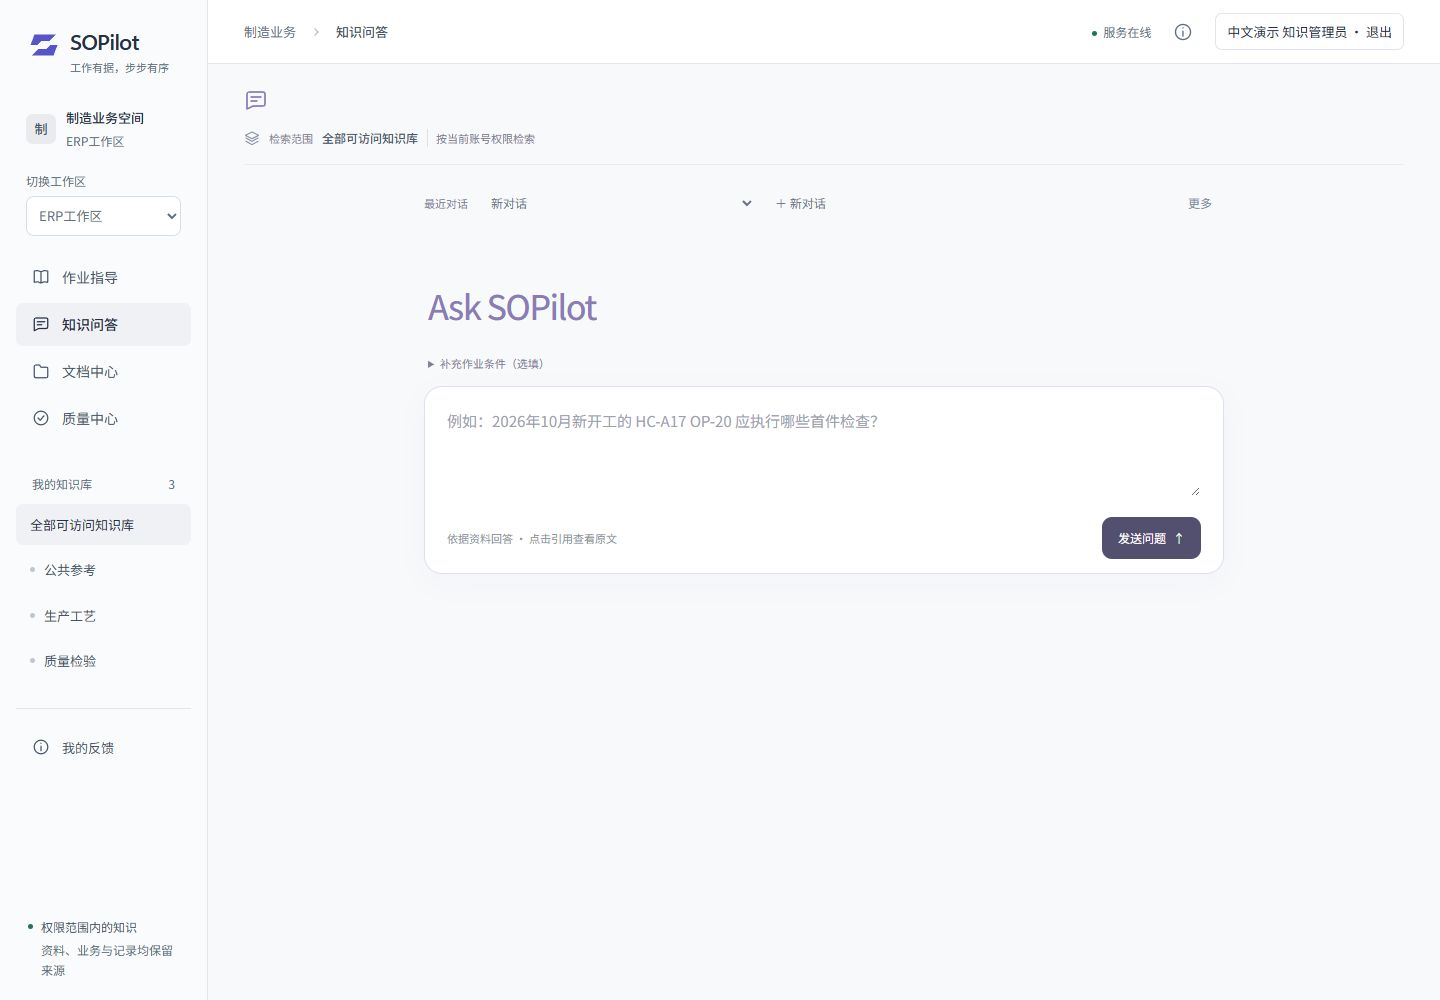 SOPilot
工作有据，步步有序
制
制造业务空间
ERP工作区
切换工作区
ERP工作区
作业指导
知识问答
文档中心
质量中心
我的知识库 3
全部可访问知识库
公共参考
生产工艺
质量检验
我的反馈
权限范围内的知识
资料、业务与记录均保留
来源
制造业务 > 知识问答
服务在线
中文演示 知识管理员 · 退出
检索范围 全部可访问知识库 按当前账号权限检索
最近对话 新对话 + 新对话 更多
Ask SOPilot
补充作业条件（选填）
例如：2026年10月新开工的 HC-A17 OP-20 应执行哪些首件检查？
依据资料回答 · 点击引用查看原文
发送问题 ↑